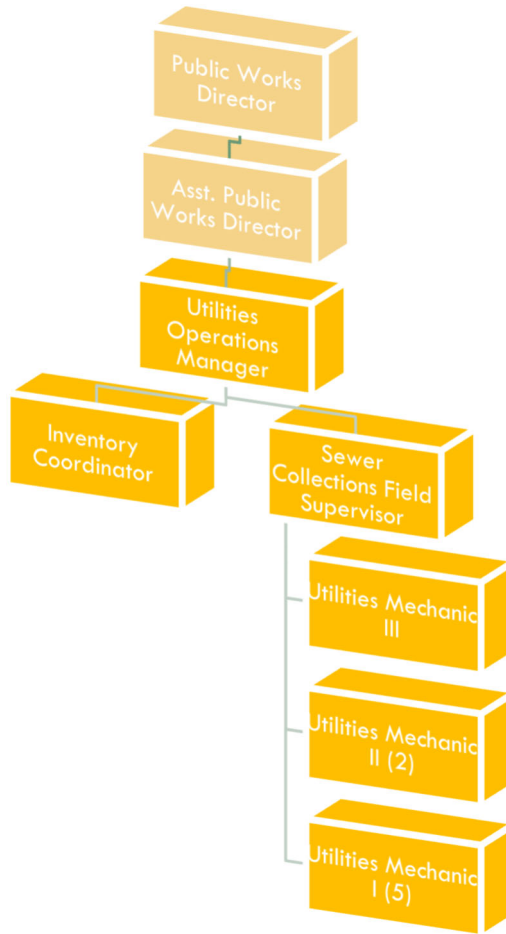 Public Works
Director
Asst. Public
Works Director
Utilities
Operations
Manager
Inventory
Coordinator
Sewer
Collections Field
Supervisor
Utilities Mechanic
III
Utilities Mechanic
II (2)
Utilities Mechanic
I (5)